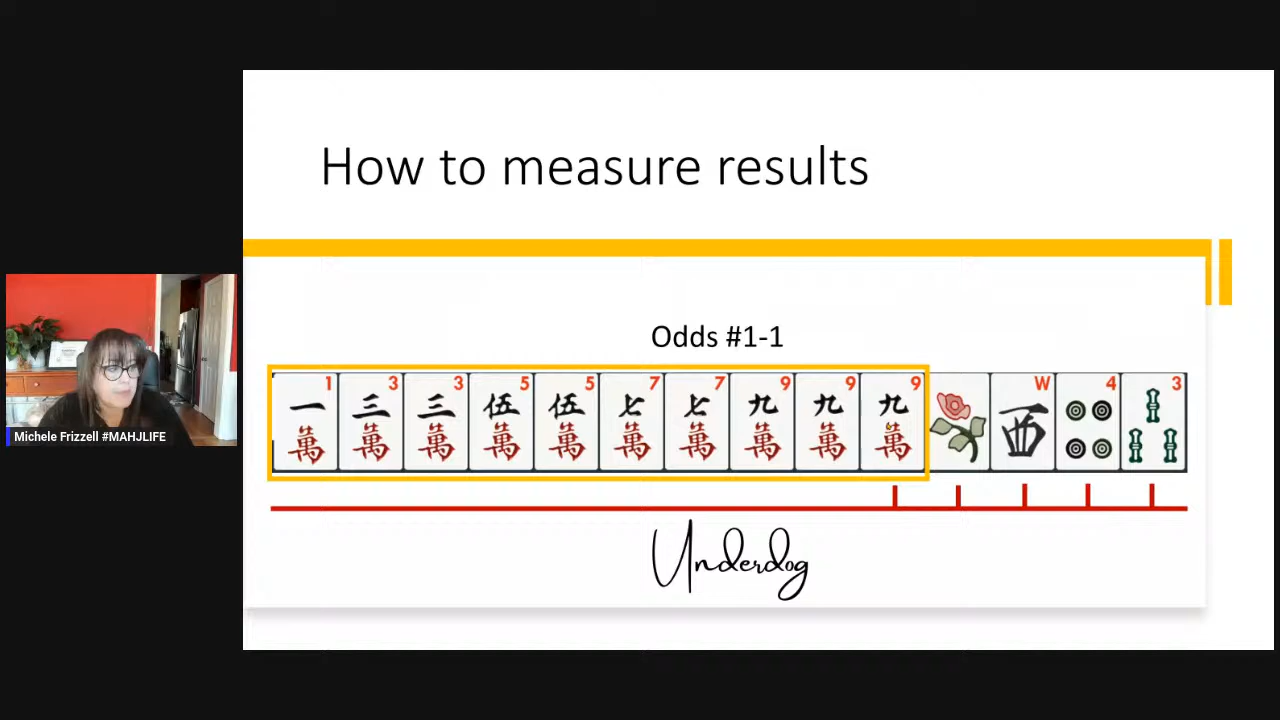 How to measure results
Odds #1-1
1 3 3 5 5 7 7 9 9 9 W 4 3
一 三 三 伍 伍 七 七 九 九 九 西
萬 萬 萬 萬 萬 萬 萬 萬 萬 萬
Underdog
Michele Frizzell #MAHJLIFE